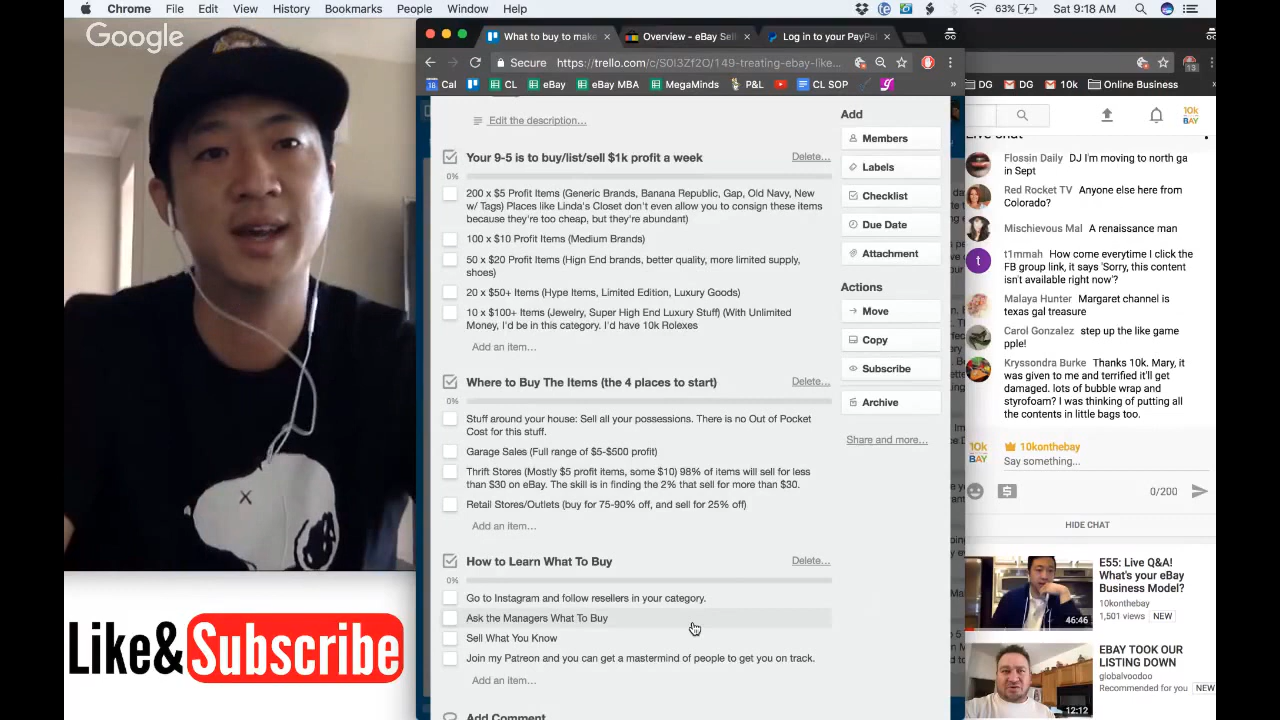 Chrome File Edit View History Bookmarks People Window Help
63% Sat 9:18 AM
Google
What to buy to make
Overview - eBay Sell
Log in to your PayPal
Secure https://trello.com/c/S0I3Zf2O/149-treating-ebay-like...
18 Cal CL eBay eBay MBA MegaMinds P&L CL SOP »
13
DG DG 10k Online Business
10k
BAY
Edit the description…
Your 9-5 is to buy/list/sell $1k profit a week
Delete…
0%
200 x $5 Profit Items (Generic Brands, Banana Republic, Gap, Old Navy, New
w/ Tags) Places like Linda's Closet don't even allow you to consign these items
because they're too cheap, but they're abundant)
100 x $10 Profit Items (Medium Brands)
50 x $20 Profit Items (Hign End brands, better quality, more limited supply,
shoes)
20 x $50+ Items (Hype Items, Limited Edition, Luxury Goods)
10 x $100+ Items (Jewelry, Super High End Luxury Stuff) (With Unlimited
Money, I'd be in this category. I'd have 10k Rolexes
Add an item…
Where to Buy The Items (the 4 places to start)
Delete…
0%
Stuff around your house: Sell all your possessions. There is no Out of Pocket
Cost for this stuff.
Garage Sales (Full range of $5-$500 profit)
Thrift Stores (Mostly $5 profit items, some $10) 98% of items will sell for less
than $30 on eBay. The skill is in finding the 2% that sell for more than $30.
Retail Stores/Outlets (buy for 75-90% off, and sell for 25% off)
Add an item…
How to Learn What To Buy
Delete…
0%
Go to Instagram and follow resellers in your category.
Ask the Managers What To Buy
Sell What You Know
Join my Patreon and you can get a mastermind of people to get you on track.
Add an item…
Add Comment
Add
Members
Labels
Checklist
Due Date
Attachment
Actions
Move
Copy
Subscribe
Archive
Share and more…
Live chat
Flossin Daily DJ I'm moving to north ga
in Sept
Red Rocket TV Anyone else here from
Colorado?
Mischievous Mal A renaissance man
t
t1mmah How come everytime I click the
FB group link, it says 'Sorry, this content
isn't available right now'?
Malaya Hunter Margaret channel is
texas gal treasure
Carol Gonzalez step up the like game
pple!
Kryssondra Burke Thanks 10k. Mary, it
was given to me and terrified it'll get
damaged. lots of bubble wrap and
styrofoam? I was thinking of putting all
the contents in little bags too.
10k
BAY
10konthebay
Say something...
0/200
HIDE CHAT
46:46
E55: Live Q&A!
What's your eBay
Business Model?
10konthebay
1,501 views NEW
12:12
EBAY TOOK OUR
LISTING DOWN
globalvoodoo
Recommended for you NEW
Like&Subscribe